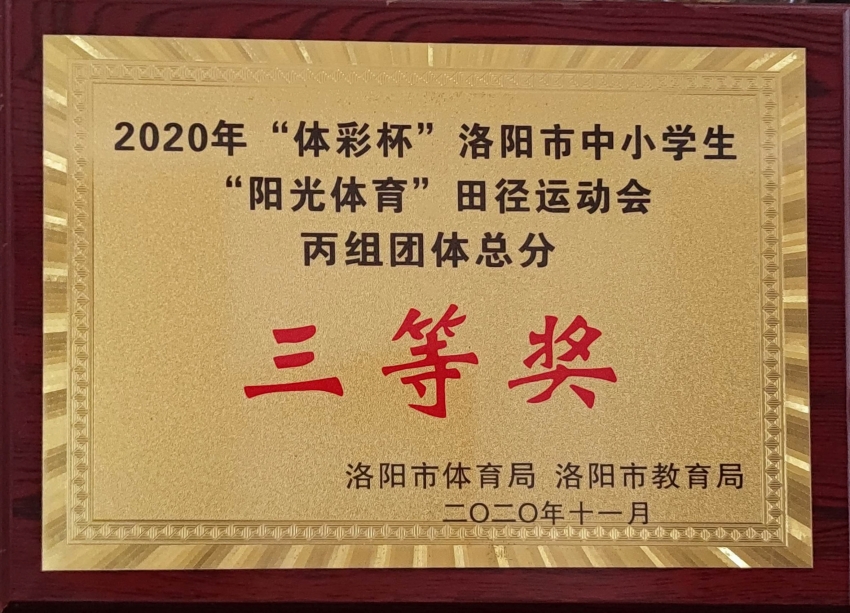 2020年“体彩杯”洛阳市中小学生
“阳光体育”田径运动会
丙组团体总分
三等奖
洛阳市体育局 洛阳市教育局
二〇二〇年十一月